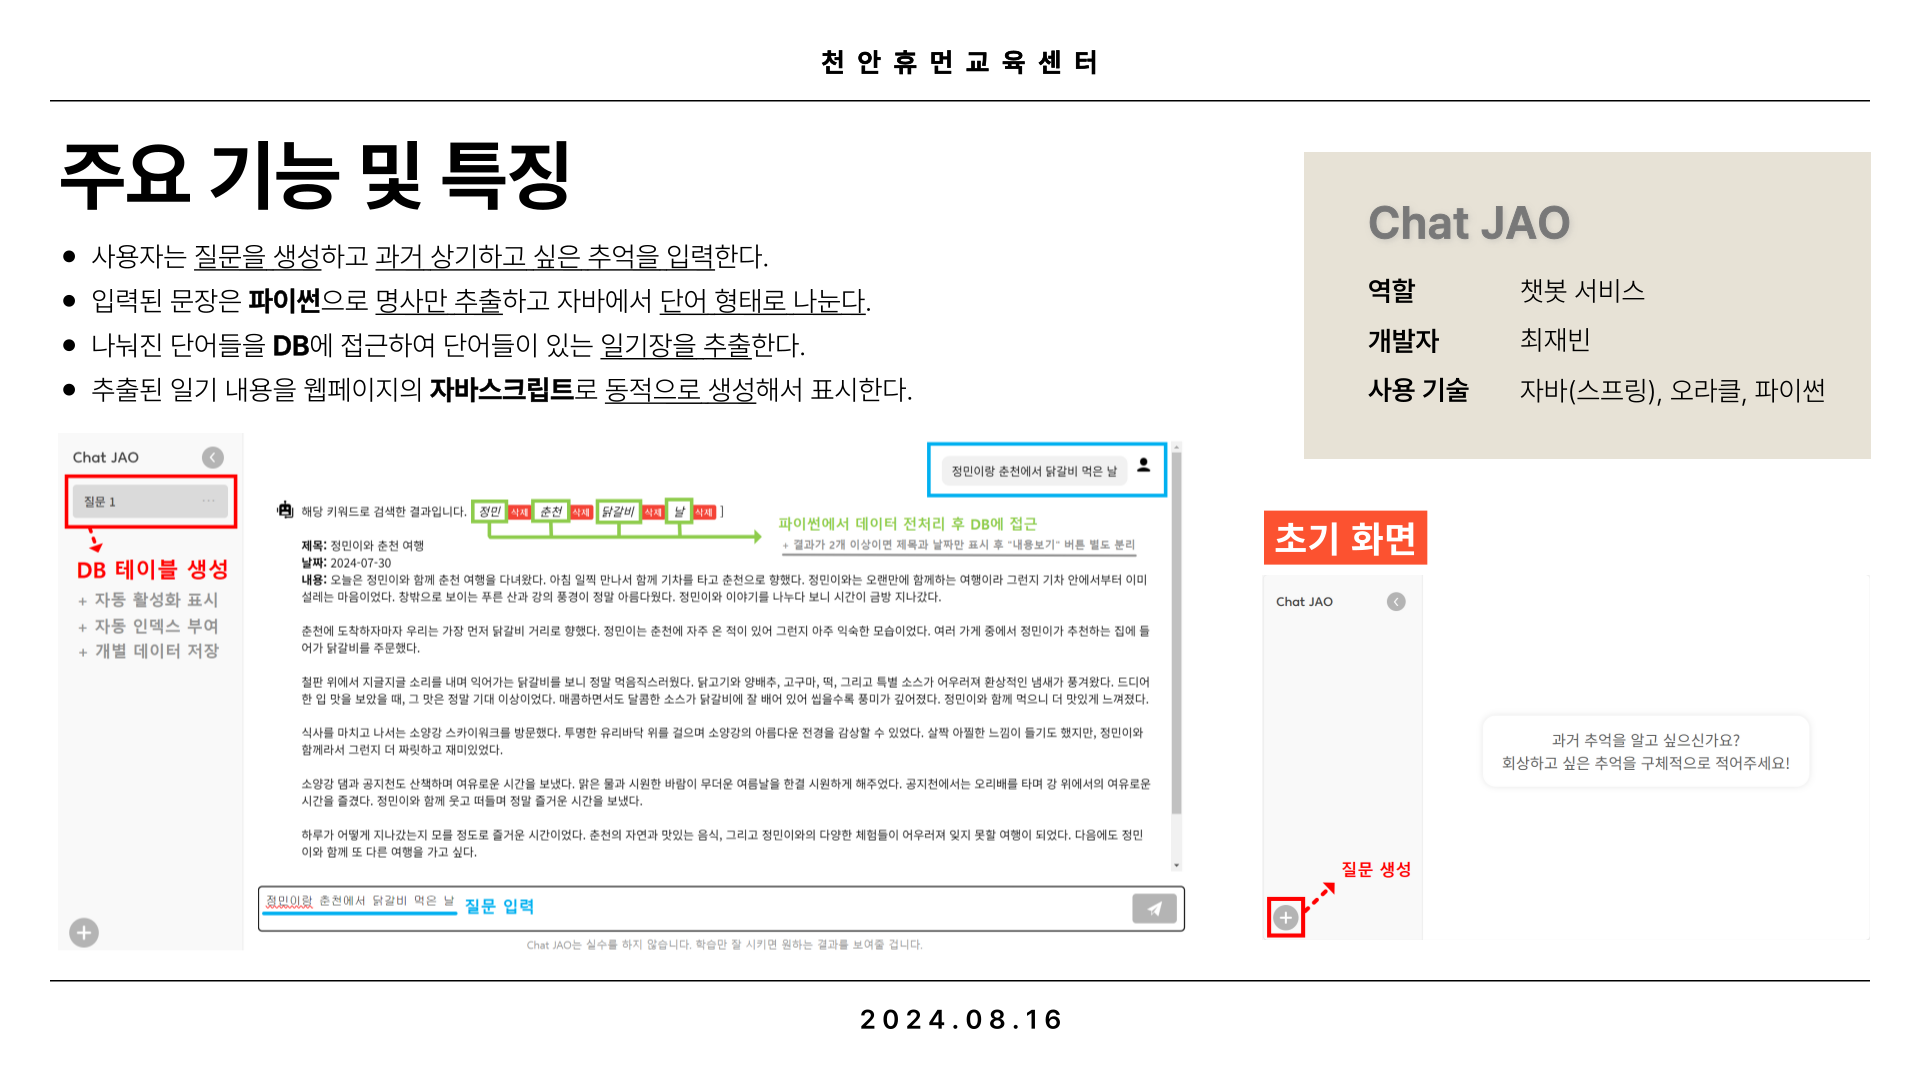 천안휴먼교육센터
주요 기능 및 특징
● 사용자는 질문을 생성하고 과거 상기하고 싶은 추억을 입력한다.
● 입력된 문장은 파이썬으로 명사만 추출하고 자바에서 단어 형태로 나눈다.
● 나눠진 단어들을 DB에 접근하여 단어들이 있는 일기장을 추출한다.
● 추출된 일기 내용을 웹페이지의 자바스크립트로 동적으로 생성해서 표시한다.
Chat JAO
역할 챗봇 서비스
개발자 최재빈
사용 기술 자바(스프링), 오라클, 파이썬
Chat JAO
질문 1 ...
DB 테이블 생성
+ 자동 활성화 표시
+ 자동 인덱스 부여
+ 개별 데이터 저장
정민이랑 춘천에서 닭갈비 먹은 날
해당 키워드로 검색한 결과입니다. 정민 삭제 춘천 삭제 닭갈비 삭제 날 삭제 ]
파이썬에서 데이터 전처리 후 DB에 접근
+ 결과가 2개 이상이면 제목과 날짜만 표시 후 "내용보기" 버튼 별도 분리
제목: 정민이와 춘천 여행
날짜: 2024-07-30
내용: 오늘은 정민이와 함께 춘천 여행을 다녀왔다. 아침 일찍 만나서 함께 기차를 타고 춘천으로 향했다. 정민이와는 오랜만에 함께하는 여행이라 그런지 기차 안에서부터 이미
설레는 마음이었다. 창밖으로 보이는 푸른 산과 강의 풍경이 정말 아름다웠다. 정민이와 이야기를 나누다 보니 시간이 금방 지나갔다.
춘천에 도착하자마자 우리는 가장 먼저 닭갈비 거리로 향했다. 정민이는 춘천에 자주 온 적이 있어 그런지 아주 익숙한 모습이었다. 여러 가게 중에서 정민이가 추천하는 집에 들
어가 닭갈비를 주문했다.
철판 위에서 지글지글 소리를 내며 익어가는 닭갈비를 보니 정말 먹음직스러웠다. 닭고기와 양배추, 고구마, 떡, 그리고 특별 소스가 어우러져 환상적인 냄새가 풍겨왔다. 드디어
한 입 맛을 보았을 때, 그 맛은 정말 기대 이상이었다. 매콤하면서도 달콤한 소스가 닭갈비에 잘 배어 있어 씹을수록 풍미가 깊어졌다. 정민이와 함께 먹으니 더 맛있게 느껴졌다.
식사를 마치고 나서는 소양강 스카이워크를 방문했다. 투명한 유리바닥 위를 걸으며 소양강의 아름다운 전경을 감상할 수 있었다. 살짝 아찔한 느낌이 들기도 했지만, 정민이와
함께라서 그런지 더 짜릿하고 재미있었다.
소양강 댐과 공지천도 산책하며 여유로운 시간을 보냈다. 맑은 물과 시원한 바람이 무더운 여름날을 한결 시원하게 해주었다. 공지천에서는 오리배를 타며 강 위에서의 여유로운
시간을 즐겼다. 정민이와 함께 웃고 떠들며 정말 즐거운 시간을 보냈다.
하루가 어떻게 지나갔는지 모를 정도로 즐거운 시간이었다. 춘천의 자연과 맛있는 음식, 그리고 정민이와의 다양한 체험들이 어우러져 잊지 못할 여행이 되었다. 다음에도 정민
이와 함께 또 다른 여행을 가고 싶다.
정민이랑 춘천에서 닭갈비 먹은 날 질문 입력
Chat JAO는 실수를 하지 않습니다. 학습만 잘 시키면 원하는 결과를 보여줄 겁니다.
초기 화면
Chat JAO
과거 추억을 알고 싶으신가요?
회상하고 싶은 추억을 구체적으로 적어주세요!
질문 생성
2024.08.16